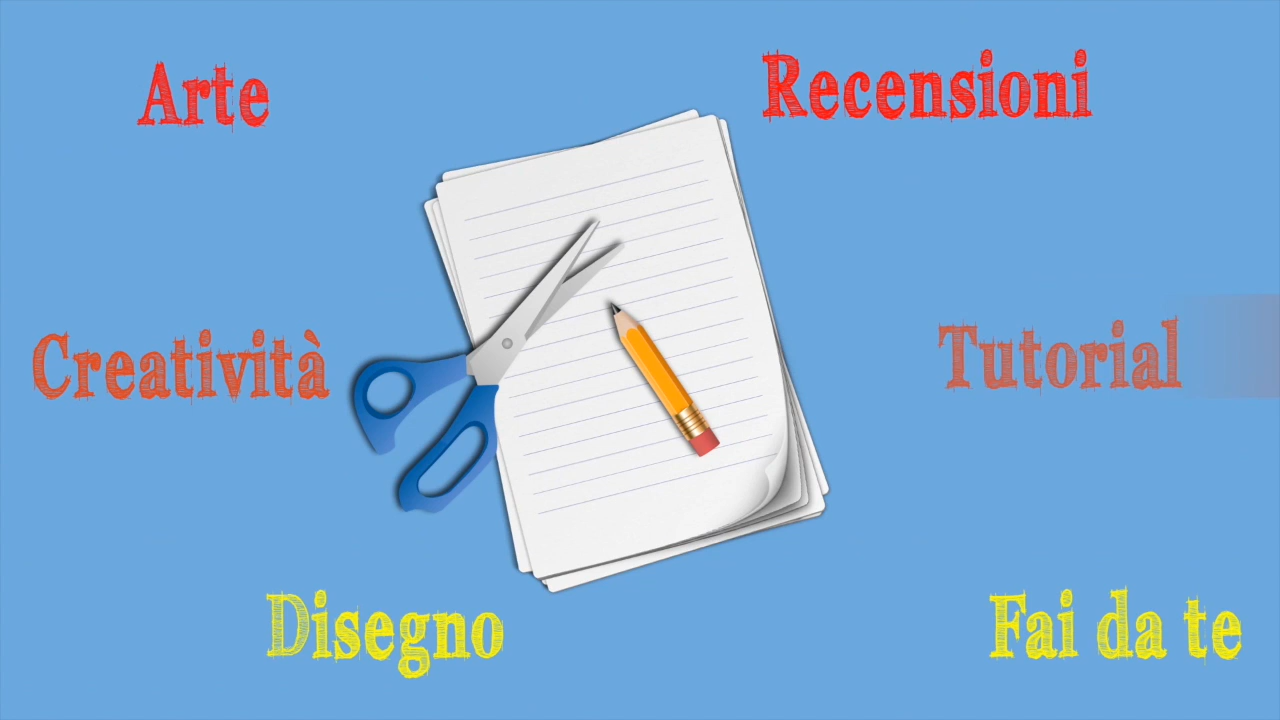 Arte
Recensioni
Creatività
Tutorial
Disegno
Fai da te